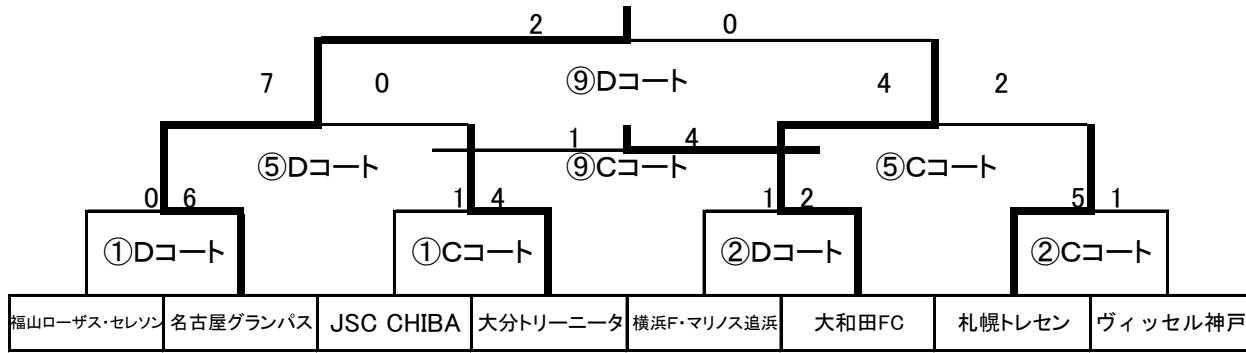 2 0
⑨Dコート
7 0 4 2
1 4
⑤Dコート ⑨Cコート ⑤Cコート
0 6 1 4 1 2 5 1
①Dコート ①Cコート ②Dコート ②Cコート
福山ローザス・セレソン 名古屋グランパス JSC CHIBA 大分トリーニータ 横浜F・マリノス追浜 大和田FC 札幌トレセン ヴィッセル神戸